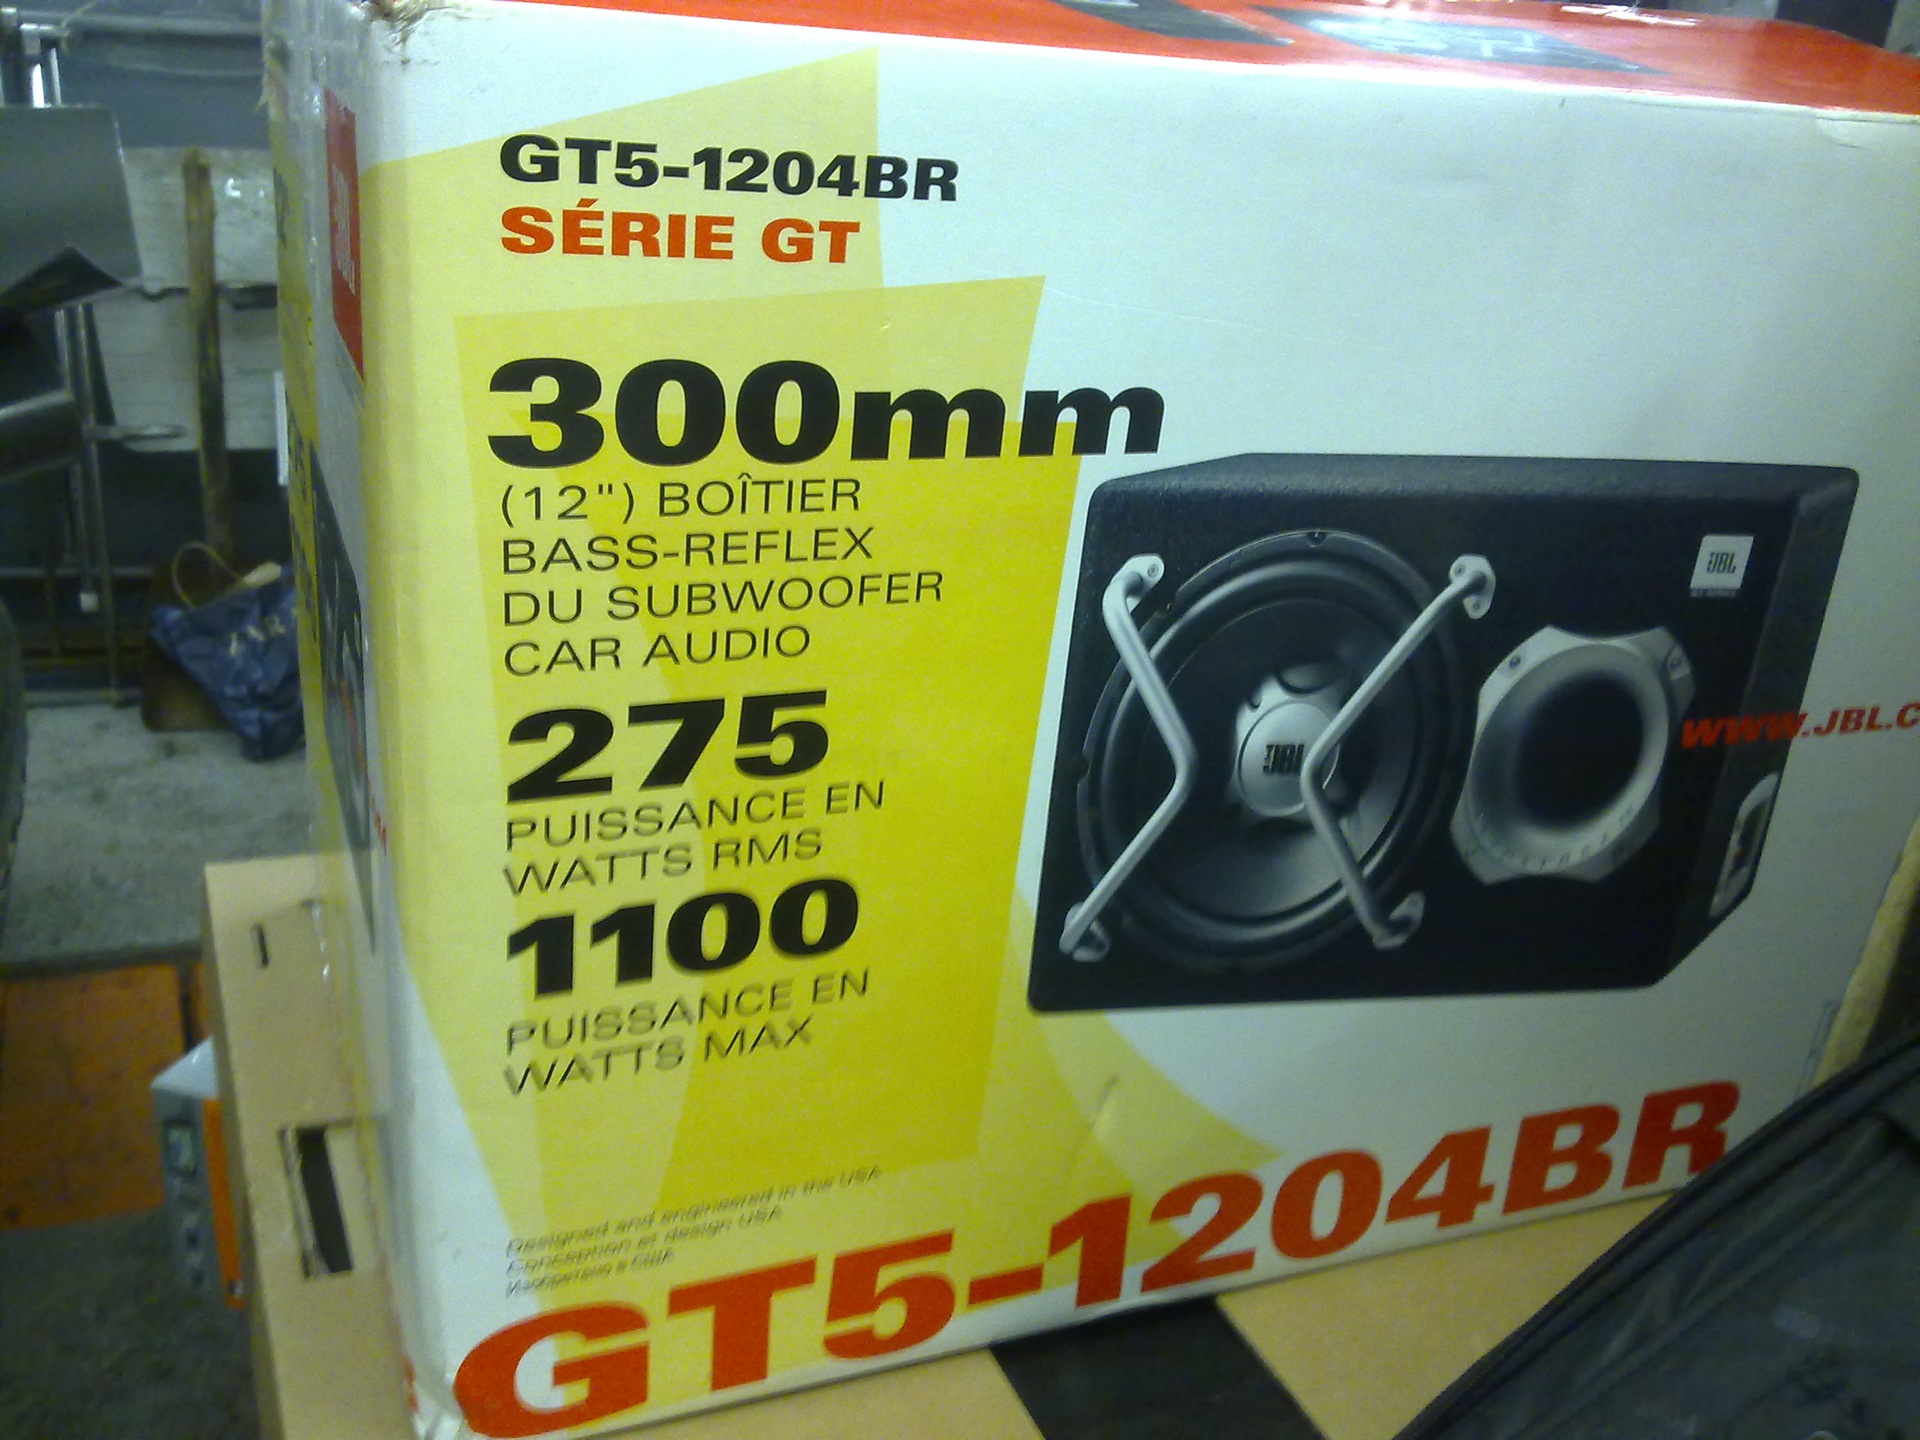 GT5-1204BR
SÉRIE GT
300mm
(12") BOÎTIER
BASS-REFLEX
DU SUBWOOFER
CAR AUDIO
275
PUISSANCE EN
WATTS RMS
1100
PUISSANCE EN
WATTS MAX
Designed and engineered in the USA
Conception et design USA
JBL
JBL
WWW.JBL.C
GT5-1204BR
JBL